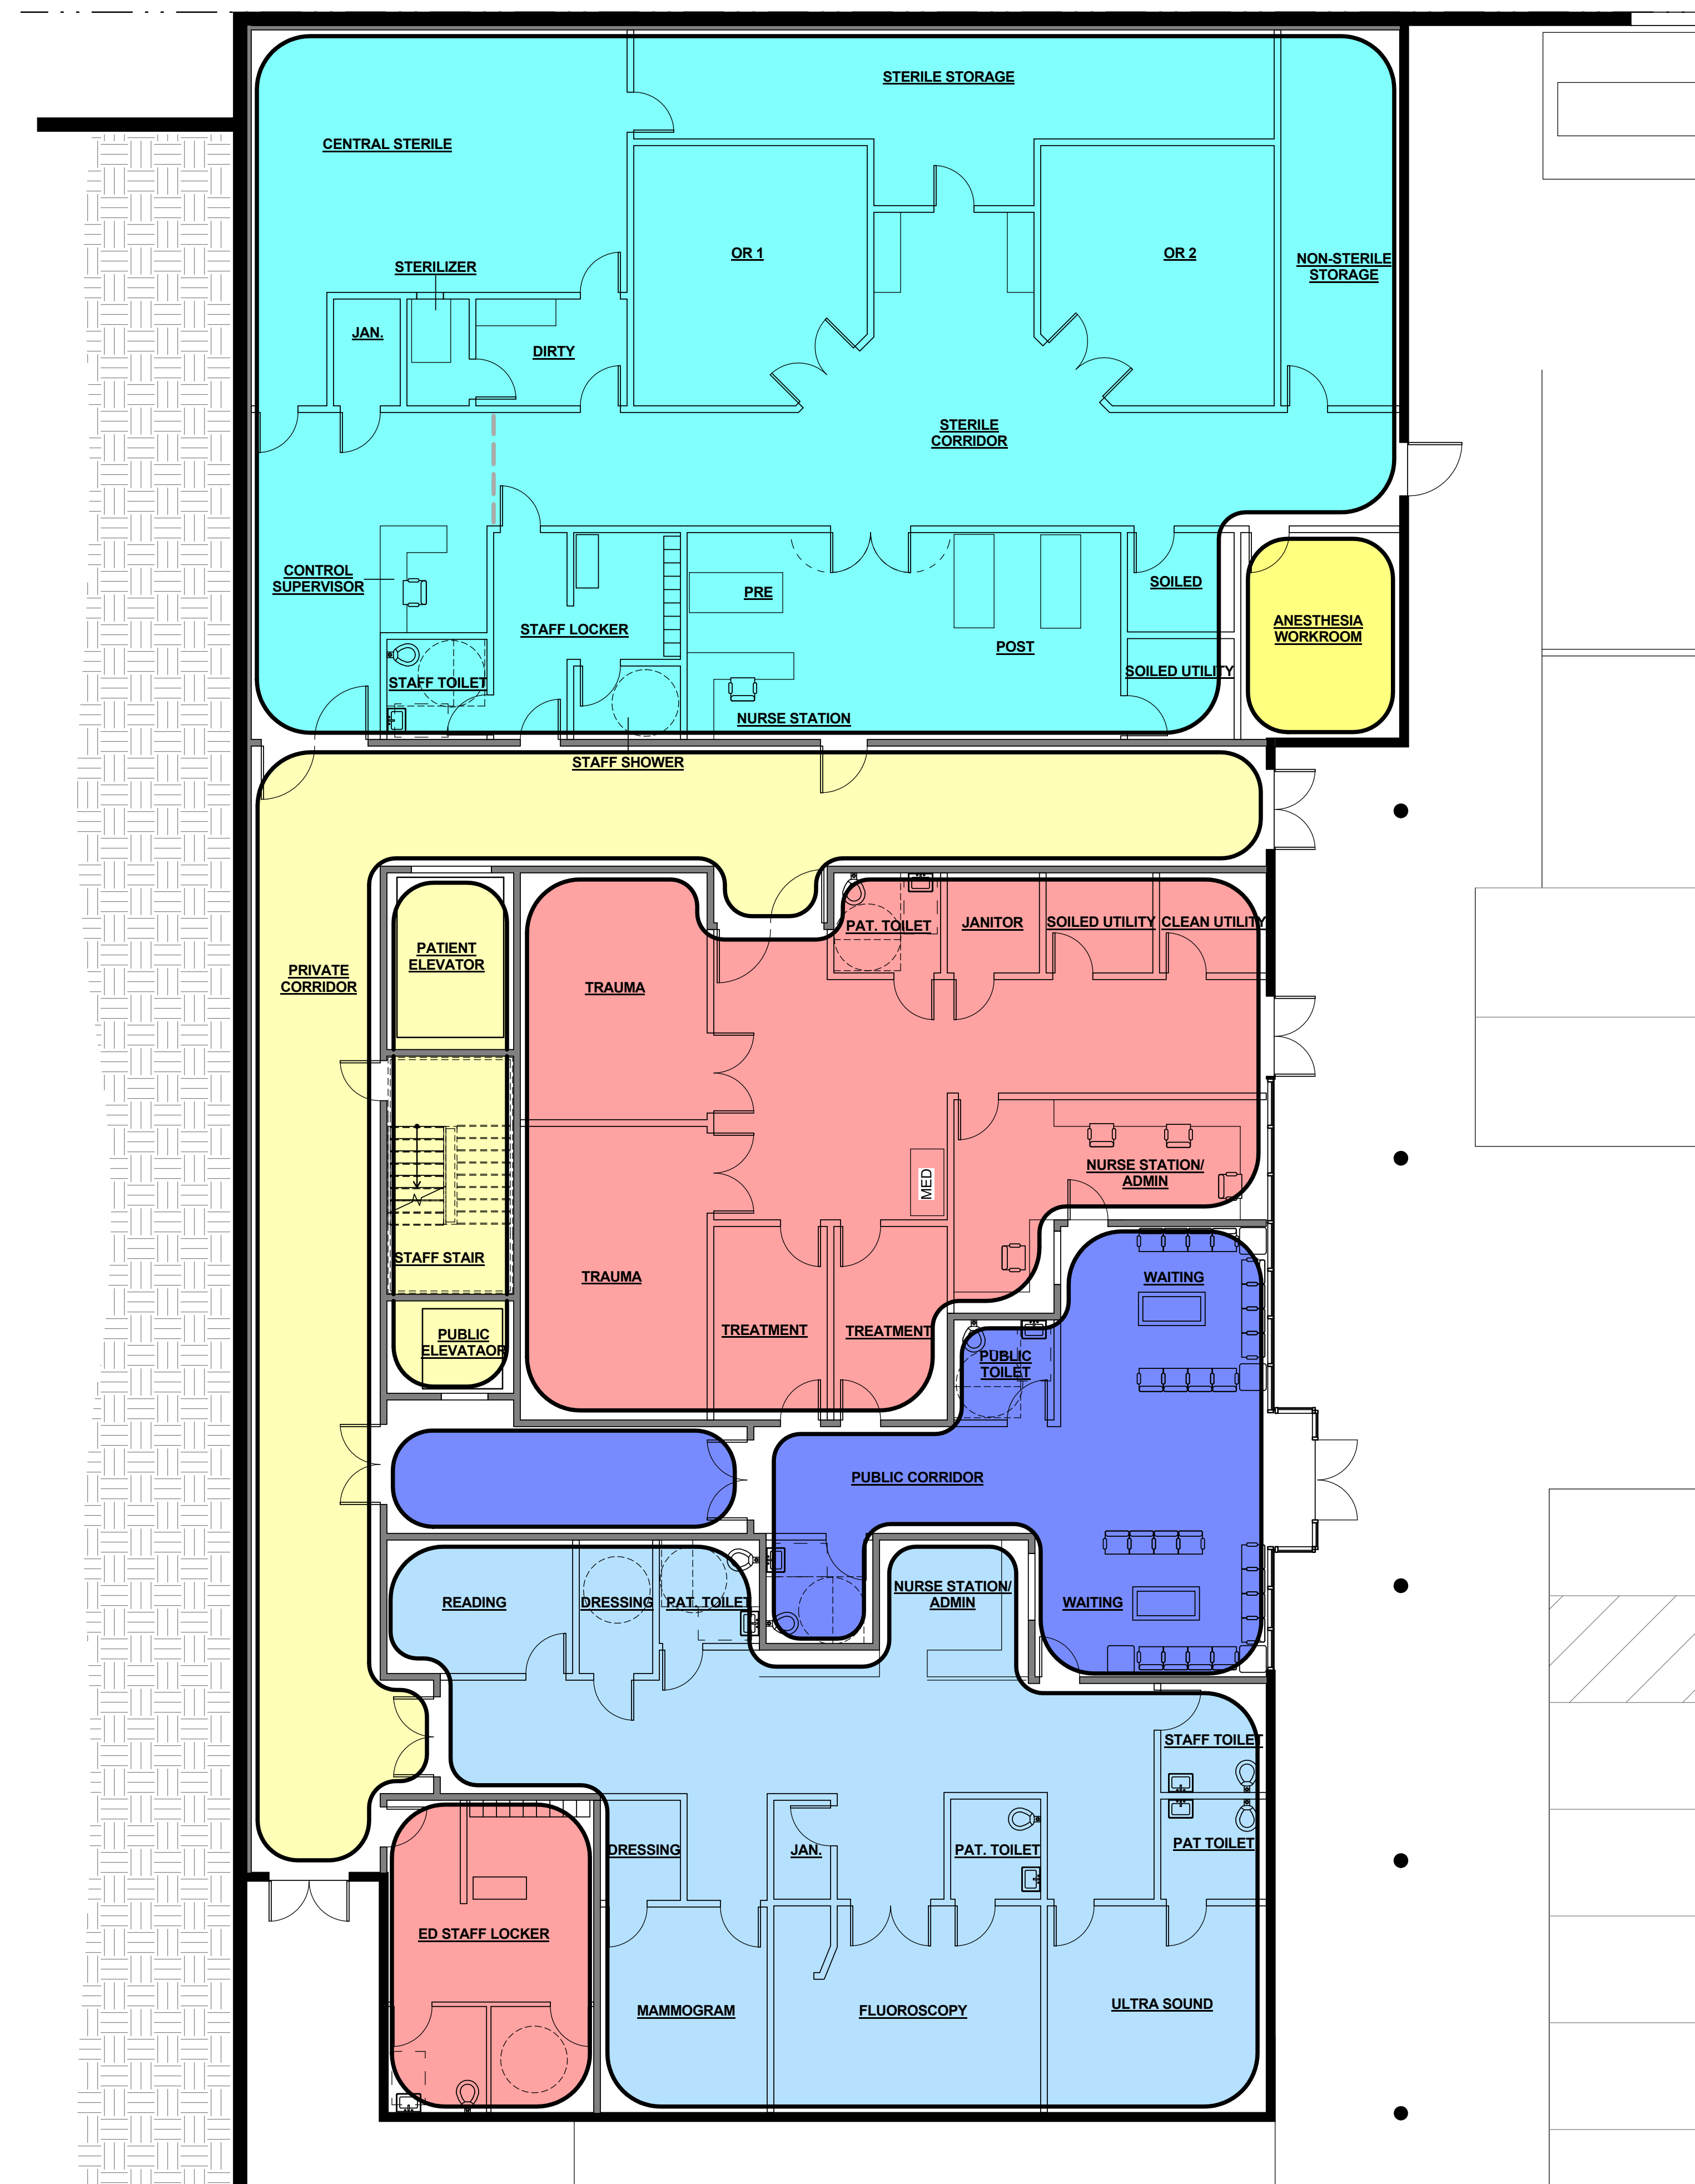 STERILE STORAGE
CENTRAL STERILE
OR 1
OR 2
NON-STERILE
STORAGE
STERILIZER
JAN.
DIRTY
STERILE
CORRIDOR
CONTROL
SUPERVISOR
STAFF LOCKER
PRE
POST
SOILED
ANESTHESIA
WORKROOM
SOILED UTILITY
STAFF TOILET
NURSE STATION
STAFF SHOWER
PAT. TOILET
JANITOR
SOILED UTILITY
CLEAN UTILITY
PATIENT
ELEVATOR
PRIVATE
CORRIDOR
TRAUMA
NURSE STATION/
ADMIN
MED
STAFF STAIR
TRAUMA
WAITING
TREATMENT
TREATMENT
PUBLIC
ELEVATAOR
PUBLIC
TOILET
PUBLIC CORRIDOR
READING
DRESSING
PAT. TOILET
NURSE STATION/
ADMIN
WAITING
STAFF TOILET
DRESSING
JAN.
PAT. TOILET
PAT TOILET
ED STAFF LOCKER
MAMMOGRAM
FLUOROSCOPY
ULTRA SOUND